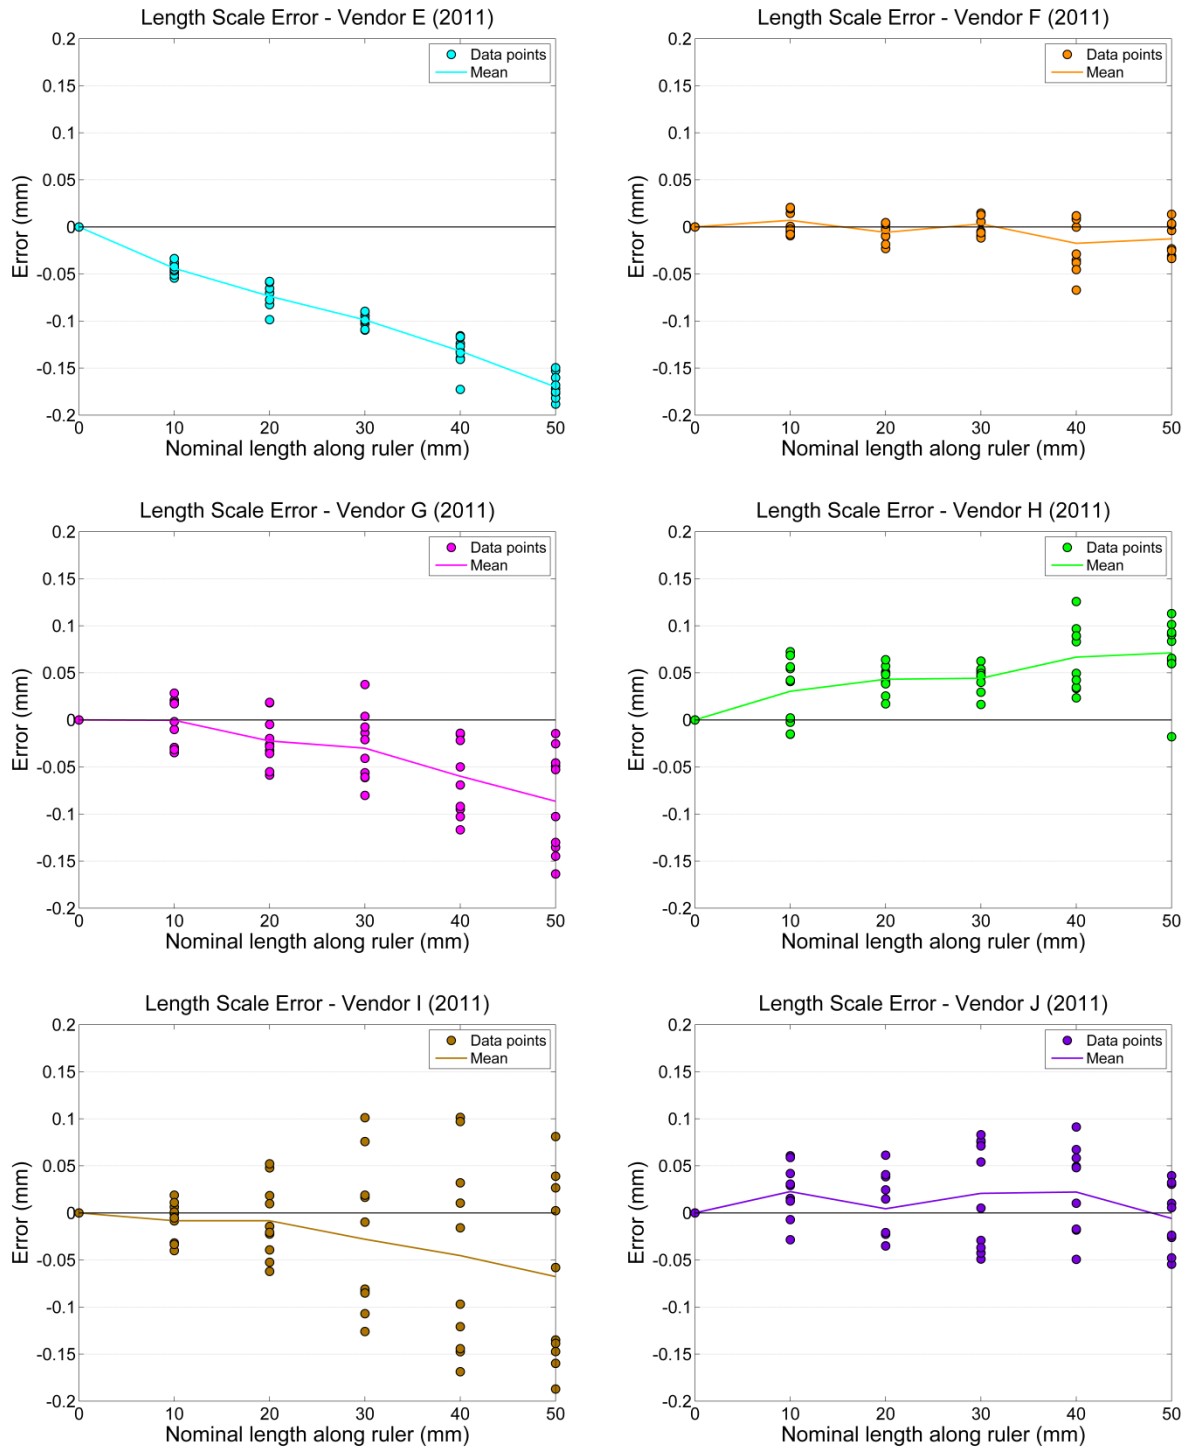 Length Scale Error - Vendor E (2011)
0.2
0.15
0.1
0.05
0
-0.05
-0.1
-0.15
-0.2
Error (mm)
Data points
Mean
0 10 20 30 40 50
Nominal length along ruler (mm)
Length Scale Error - Vendor F (2011)
0.2
0.15
0.1
0.05
0
-0.05
-0.1
-0.15
-0.2
Error (mm)
Data points
Mean
0 10 20 30 40 50
Nominal length along ruler (mm)
Length Scale Error - Vendor G (2011)
0.2
0.15
0.1
0.05
0
-0.05
-0.1
-0.15
-0.2
Error (mm)
Data points
Mean
0 10 20 30 40 50
Nominal length along ruler (mm)
Length Scale Error - Vendor H (2011)
0.2
0.15
0.1
0.05
0
-0.05
-0.1
-0.15
-0.2
Error (mm)
Data points
Mean
0 10 20 30 40 50
Nominal length along ruler (mm)
Length Scale Error - Vendor I (2011)
0.2
0.15
0.1
0.05
0
-0.05
-0.1
-0.15
-0.2
Error (mm)
Data points
Mean
0 10 20 30 40 50
Nominal length along ruler (mm)
Length Scale Error - Vendor J (2011)
0.2
0.15
0.1
0.05
0
-0.05
-0.1
-0.15
-0.2
Error (mm)
Data points
Mean
0 10 20 30 40 50
Nominal length along ruler (mm)